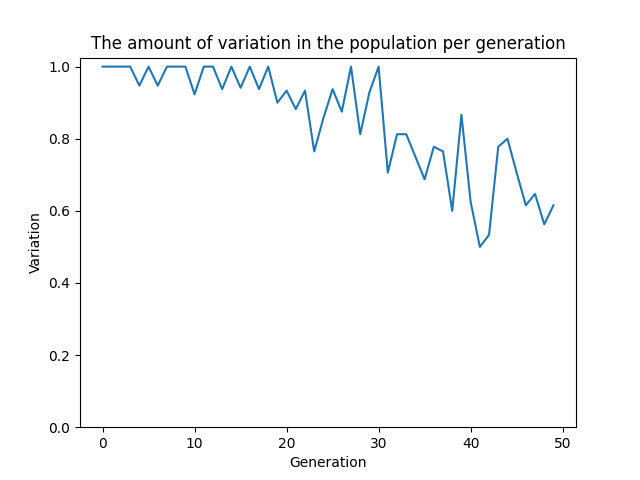 The amount of variation in the population per generation
1.0
0.8
0.6
0.4
0.2
0.0
Variation
0 10 20 30 40 50
Generation